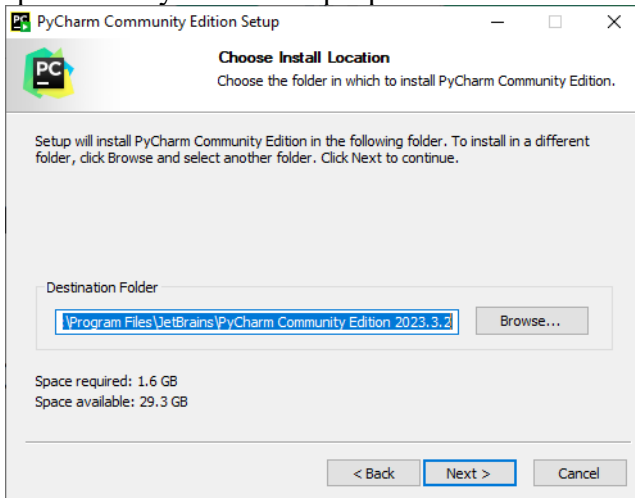 PyCharm Community Edition Setup
PC
Choose Install Location
Choose the folder in which to install PyCharm Community Edition.
Setup will install PyCharm Community Edition in the following folder. To install in a different
folder, click Browse and select another folder. Click Next to continue.
Destination Folder
:\Program Files\JetBrains\PyCharm Community Edition 2023.3.2
Browse...
Space required: 1.6 GB
Space available: 29.3 GB
< Back Next > Cancel